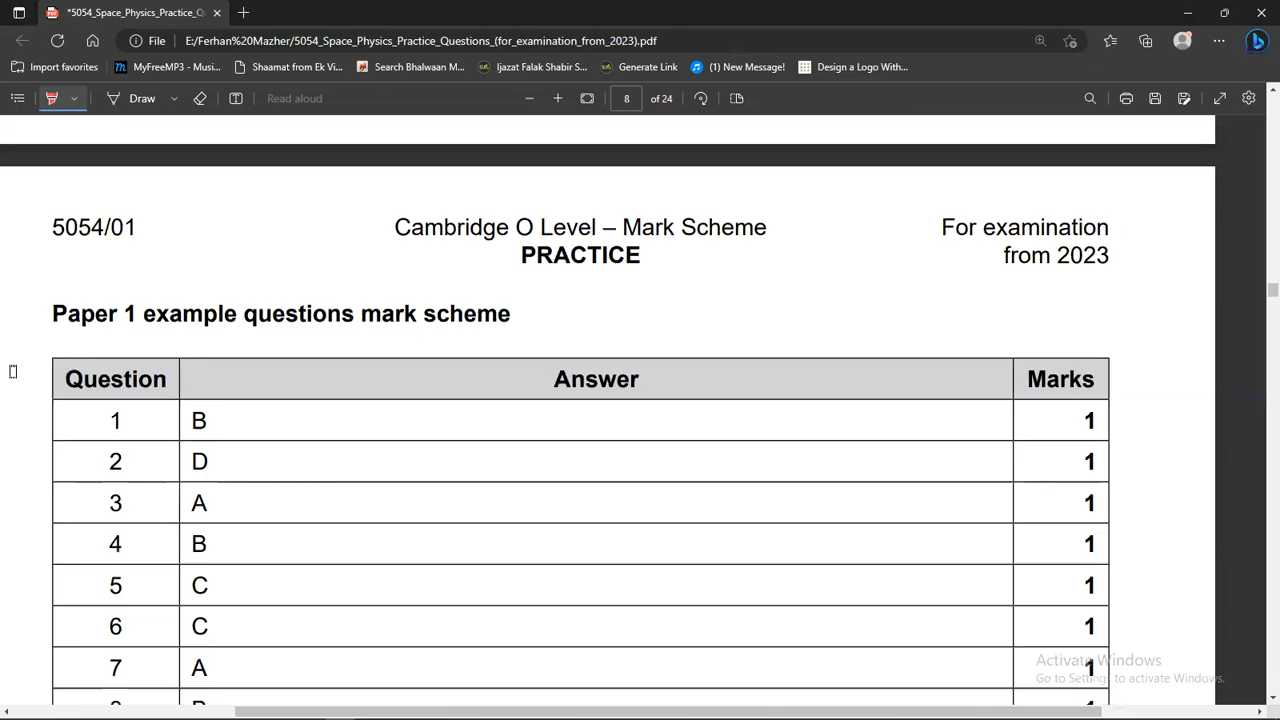 *5054_Space_Physics_Practice_Q
File E:/Ferhan%20Mazher/5054_Space_Physics_Practice_Questions_(for_examination_from_2023).pdf
Import favorites MyFreeMP3 - Musi... Shaamat from Ek Vi... Search Bhalwaan M... Ijazat Falak Shabir S... Generate Link (1) New Message! Design a Logo With...
Draw Read aloud 8 of 24
5054/01 Cambridge O Level – Mark Scheme For examination
PRACTICE from 2023
Paper 1 example questions mark scheme
Question Answer Marks
1 B 1
2 D 1
3 A 1
4 B 1
5 C 1
6 C 1
7 A 1
Activate Windows
Go to Settings to activate Windows.